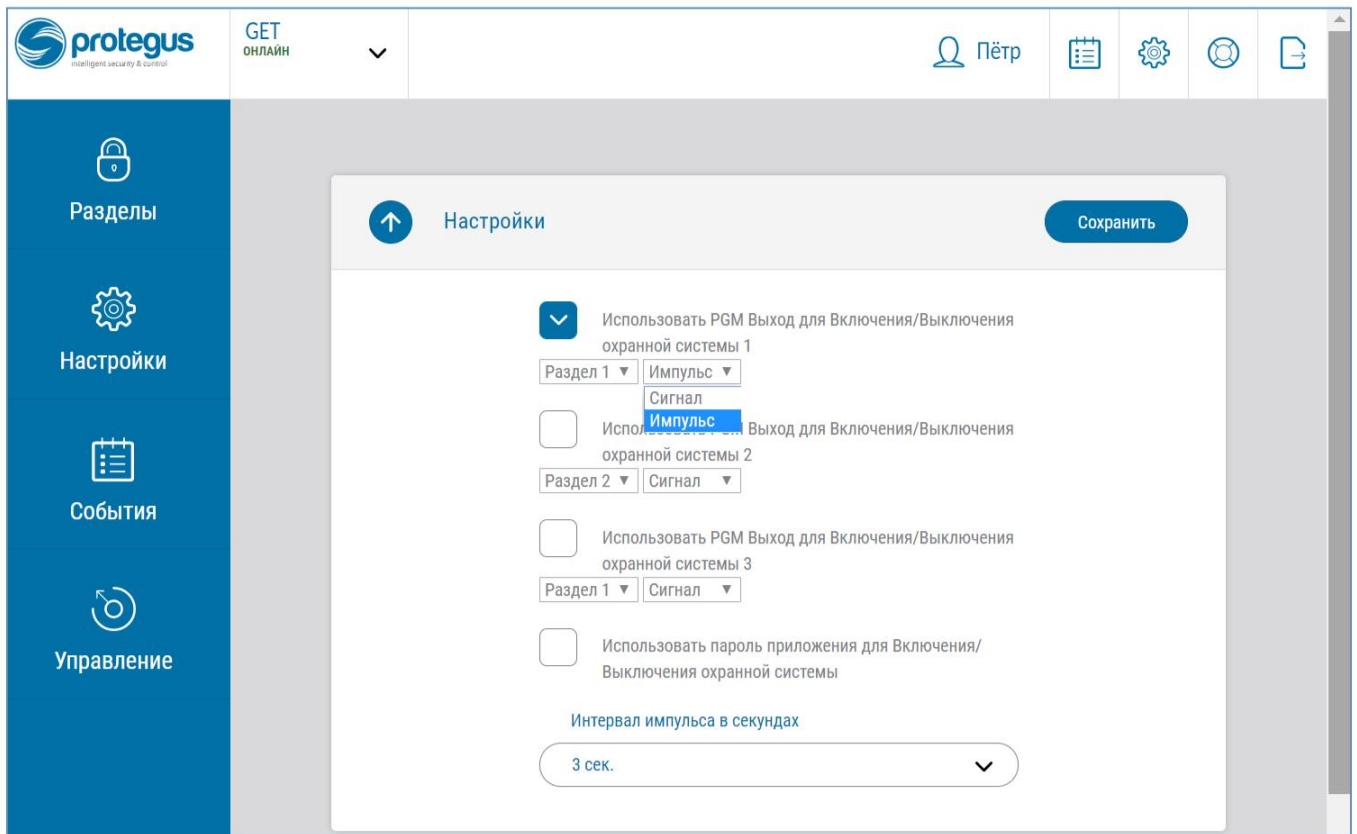 protegus
intelligent security & control
GET
ОНЛАЙН
Пётр
Разделы
Настройки
События
Управление
Настройки
Сохранить
Использовать PGM Выход для Включения/Выключения
охранной системы 1
Раздел 1 Импульс
Сигнал
Импульс
Выход для Включения/Выключения
охранной системы 2
Раздел 2 Сигнал
Использовать PGM Выход для Включения/Выключения
охранной системы 3
Раздел 1 Сигнал
Использовать пароль приложения для Включения/
Выключения охранной системы
Интервал импульса в секундах
3 сек.